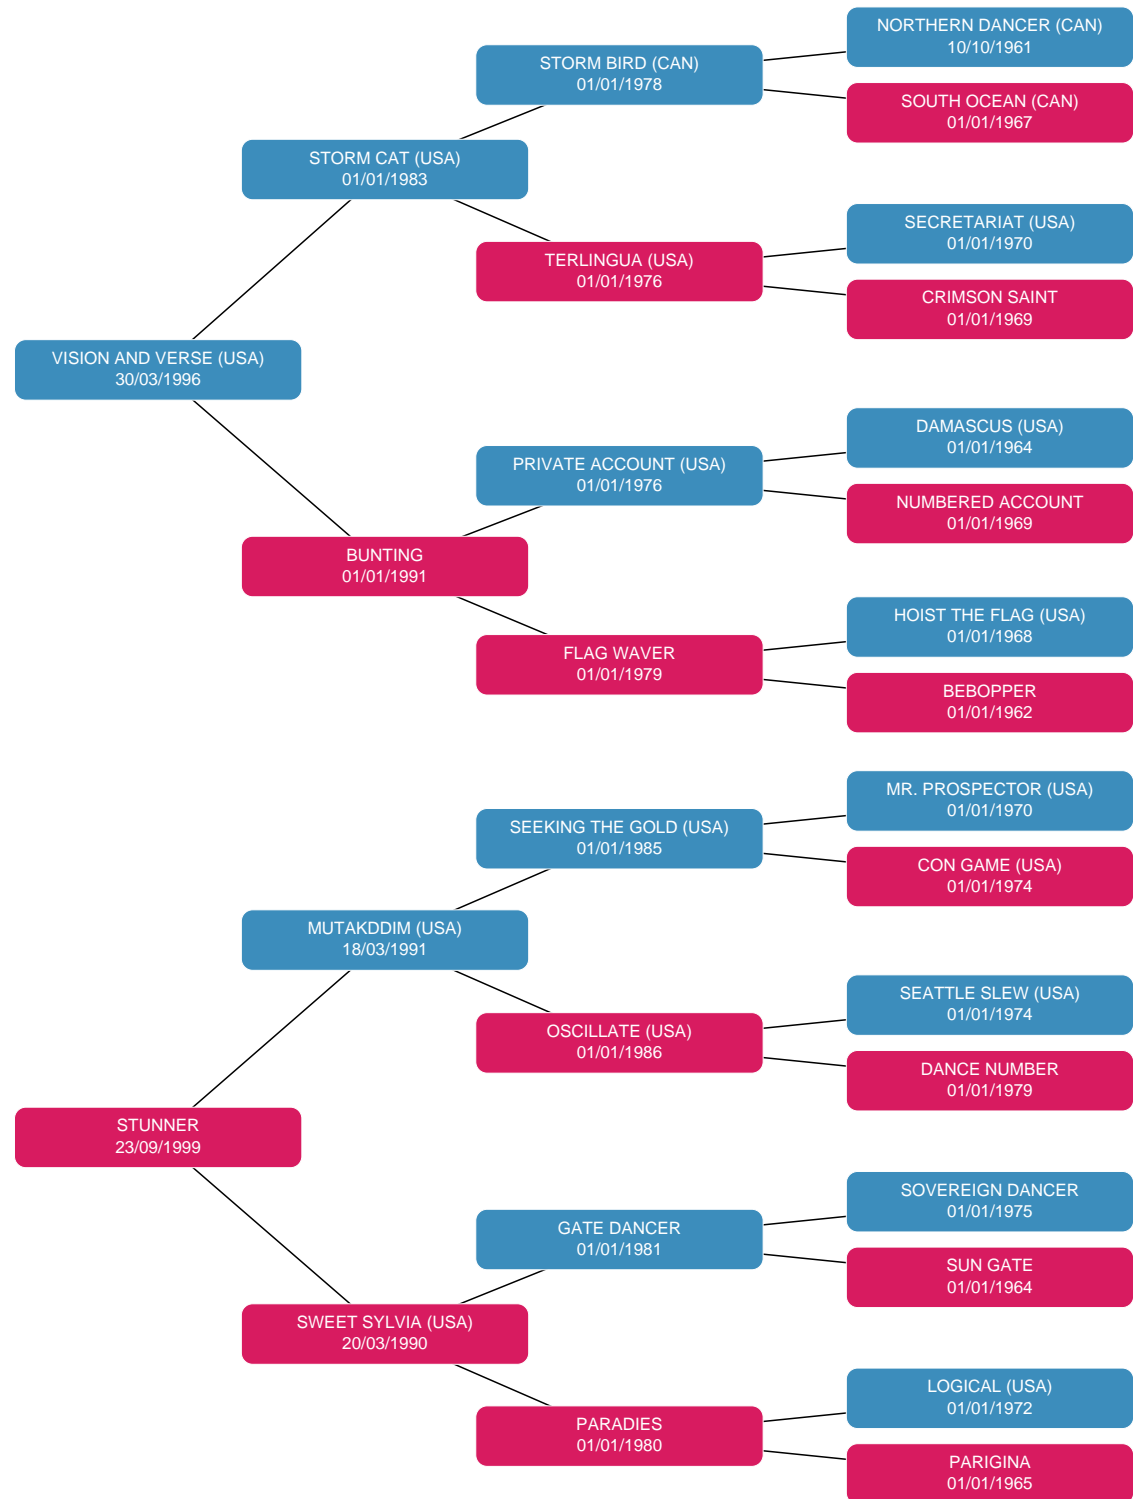 NORTHERN DANCER (CAN)
10/10/1961
STORM BIRD (CAN)
01/01/1978
SOUTH OCEAN (CAN)
01/01/1967
STORM CAT (USA)
01/01/1983
SECRETARIAT (USA)
01/01/1970
TERLINGUA (USA)
01/01/1976
CRIMSON SAINT
01/01/1969
VISION AND VERSE (USA)
30/03/1996
DAMASCUS (USA)
01/01/1964
PRIVATE ACCOUNT (USA)
01/01/1976
NUMBERED ACCOUNT
01/01/1969
BUNTING
01/01/1991
HOIST THE FLAG (USA)
01/01/1968
FLAG WAVER
01/01/1979
BEBOPPER
01/01/1962
MR. PROSPECTOR (USA)
01/01/1970
SEEKING THE GOLD (USA)
01/01/1985
CON GAME (USA)
01/01/1974
MUTAKDDIM (USA)
18/03/1991
SEATTLE SLEW (USA)
01/01/1974
OSCILLATE (USA)
01/01/1986
DANCE NUMBER
01/01/1979
STUNNER
23/09/1999
SOVEREIGN DANCER
01/01/1975
GATE DANCER
01/01/1981
SUN GATE
01/01/1964
SWEET SYLVIA (USA)
20/03/1990
LOGICAL (USA)
01/01/1972
PARADIES
01/01/1980
PARIGINA
01/01/1965